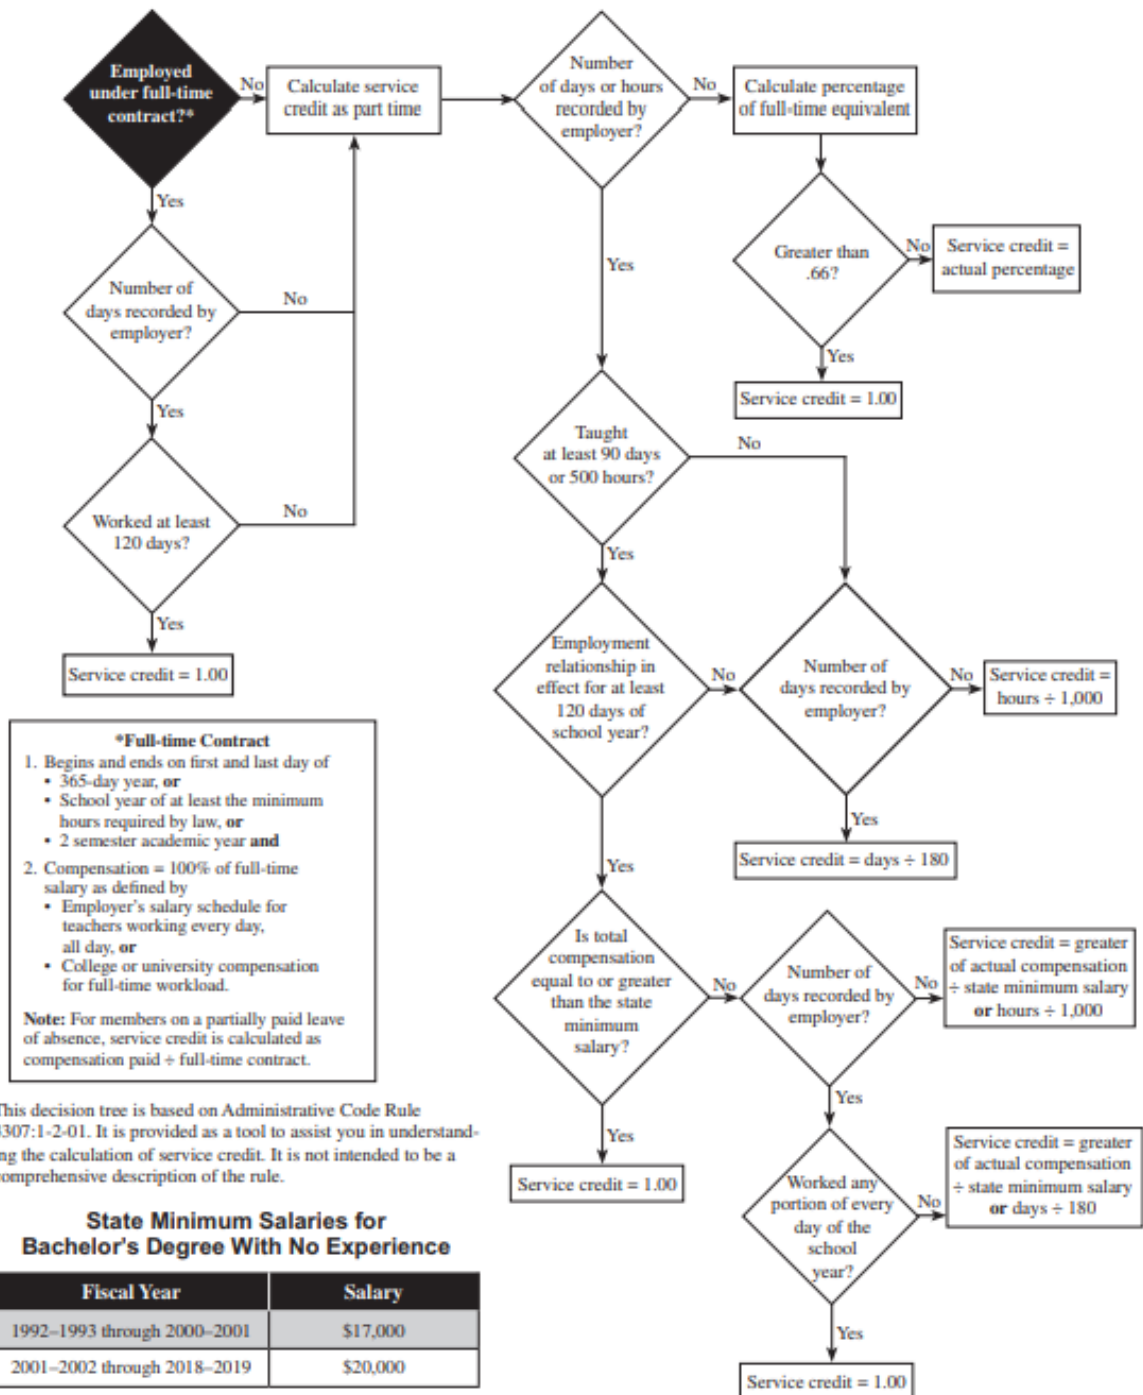 Employed
under full-time
contract?*
No
Calculate service
credit as part time
Number
of days or hours
recorded by
employer?
No
Calculate percentage
of full-time equivalent
Yes
Number of
days recorded by
employer?
No
Yes
Greater than
.66?
No
Service credit =
actual percentage
Yes
Service credit = 1.00
Yes
Worked at least
120 days?
No
Yes
Service credit = 1.00
Taught
at least 90 days
or 500 hours?
No
Yes
Employment
relationship in
effect for at least
120 days of
school year?
No
Number of
days recorded by
employer?
No
Service credit =
hours ÷ 1,000
Yes
Service credit = days ÷ 180
Yes
*Full-time Contract
1. Begins and ends on first and last day of
• 365-day year, or
• School year of at least the minimum
hours required by law, or
• 2 semester academic year and
2. Compensation = 100% of full-time
salary as defined by
• Employer's salary schedule for
teachers working every day,
all day, or
• College or university compensation
for full-time workload.
Note: For members on a partially paid leave
of absence, service credit is calculated as
compensation paid ÷ full-time contract.
Is total
compensation
equal to or greater
than the state
minimum
salary?
No
Number of
days recorded by
employer?
No
Service credit = greater
of actual compensation
÷ state minimum salary
or hours ÷ 1,000
Yes
Service credit = 1.00
Yes
Worked any
portion of every
day of the
school
year?
No
Service credit = greater
of actual compensation
÷ state minimum salary
or days ÷ 180
Yes
Service credit = 1.00
This decision tree is based on Administrative Code Rule
3307:1-2-01. It is provided as a tool to assist you in understand-
ing the calculation of service credit. It is not intended to be a
comprehensive description of the rule.
State Minimum Salaries for
Bachelor's Degree With No Experience
Fiscal Year Salary
1992–1993 through 2000–2001 $17,000
2001–2002 through 2018–2019 $20,000